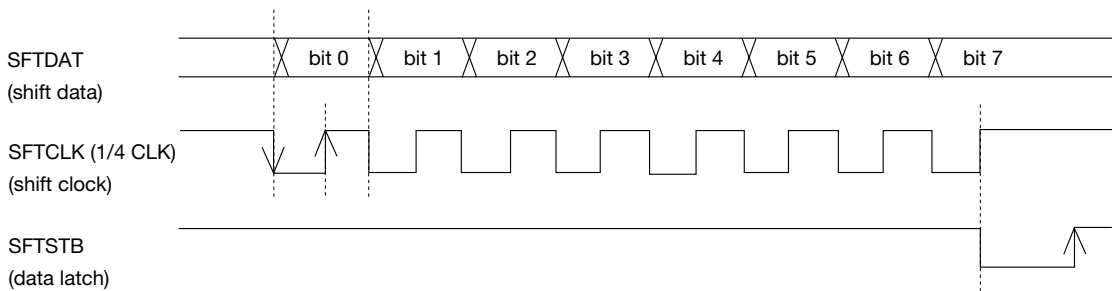 SFTDAT
(shift data)
bit 0 bit 1 bit 2 bit 3 bit 4 bit 5 bit 6 bit 7
SFTCLK (1/4 CLK)
(shift clock)
SFTSTB
(data latch)